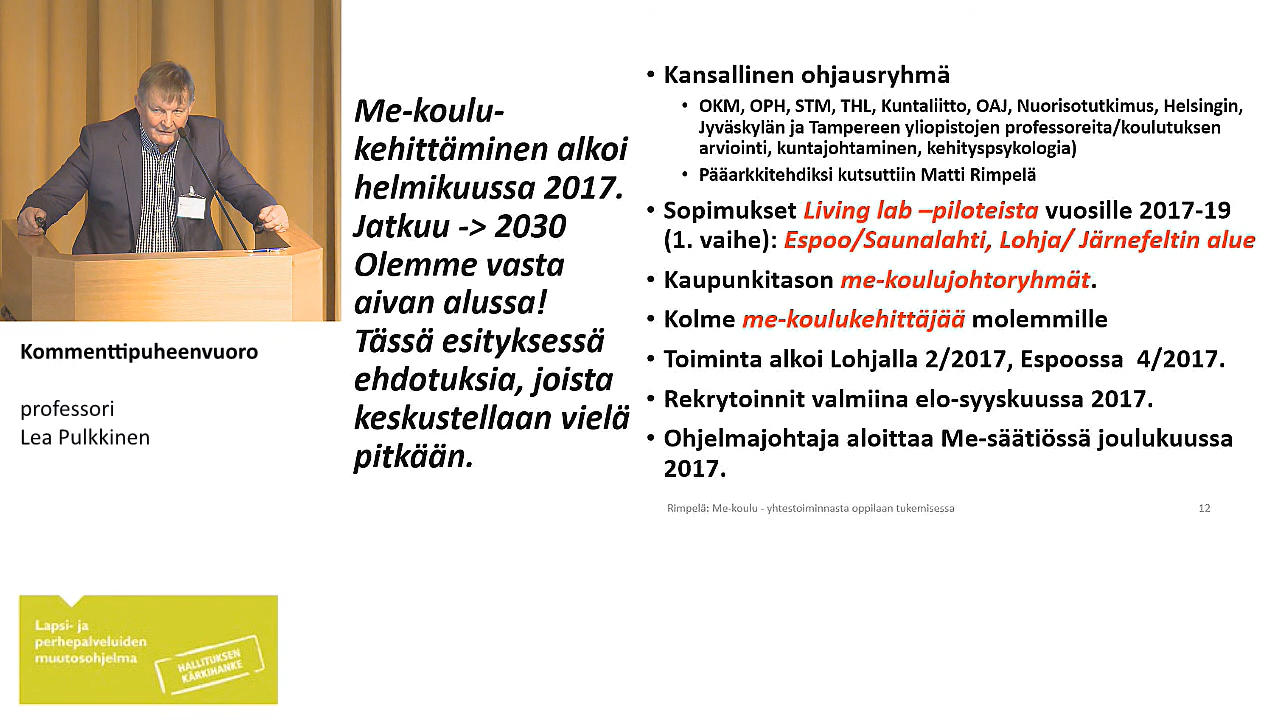 Kommenttipuheenvuoro
professori
Lea Pulkkinen
Lapsi- ja
perhepalveluiden
muutosohjelma
HALLITUKSEN
KÄRKIHANKE
Me-koulu-
kehittäminen alkoi
helmikuussa 2017.
Jatkuu -> 2030
Olemme vasta
aivan alussa!
Tässä esityksessä
ehdotuksia, joista
keskustellaan vielä
pitkään.
• Kansallinen ohjausryhmä
• OKM, OPH, STM, THL, Kuntaliitto, OAJ, Nuorisotutkimus, Helsingin,
Jyväskylän ja Tampereen yliopistojen professoreita/koulutuksen
arviointi, kuntajohtaminen, kehityspsykologia)
• Pääarkkitehdiksi kutsuttiin Matti Rimpelä
• Sopimukset Living lab –piloteista vuosille 2017-19
(1. vaihe): Espoo/Saunalahti, Lohja/ Järnefeltin alue
• Kaupunkitason me-koulujohtoryhmät.
• Kolme me-koulukehittäjää molemmille
• Toiminta alkoi Lohjalla 2/2017, Espoossa 4/2017.
• Rekrytoinnit valmiina elo-syyskuussa 2017.
• Ohjelmajohtaja aloittaa Me-säätiössä joulukuussa
2017.
Rimpelä: Me-koulu - yhtestoiminnasta oppilaan tukemisessa
12